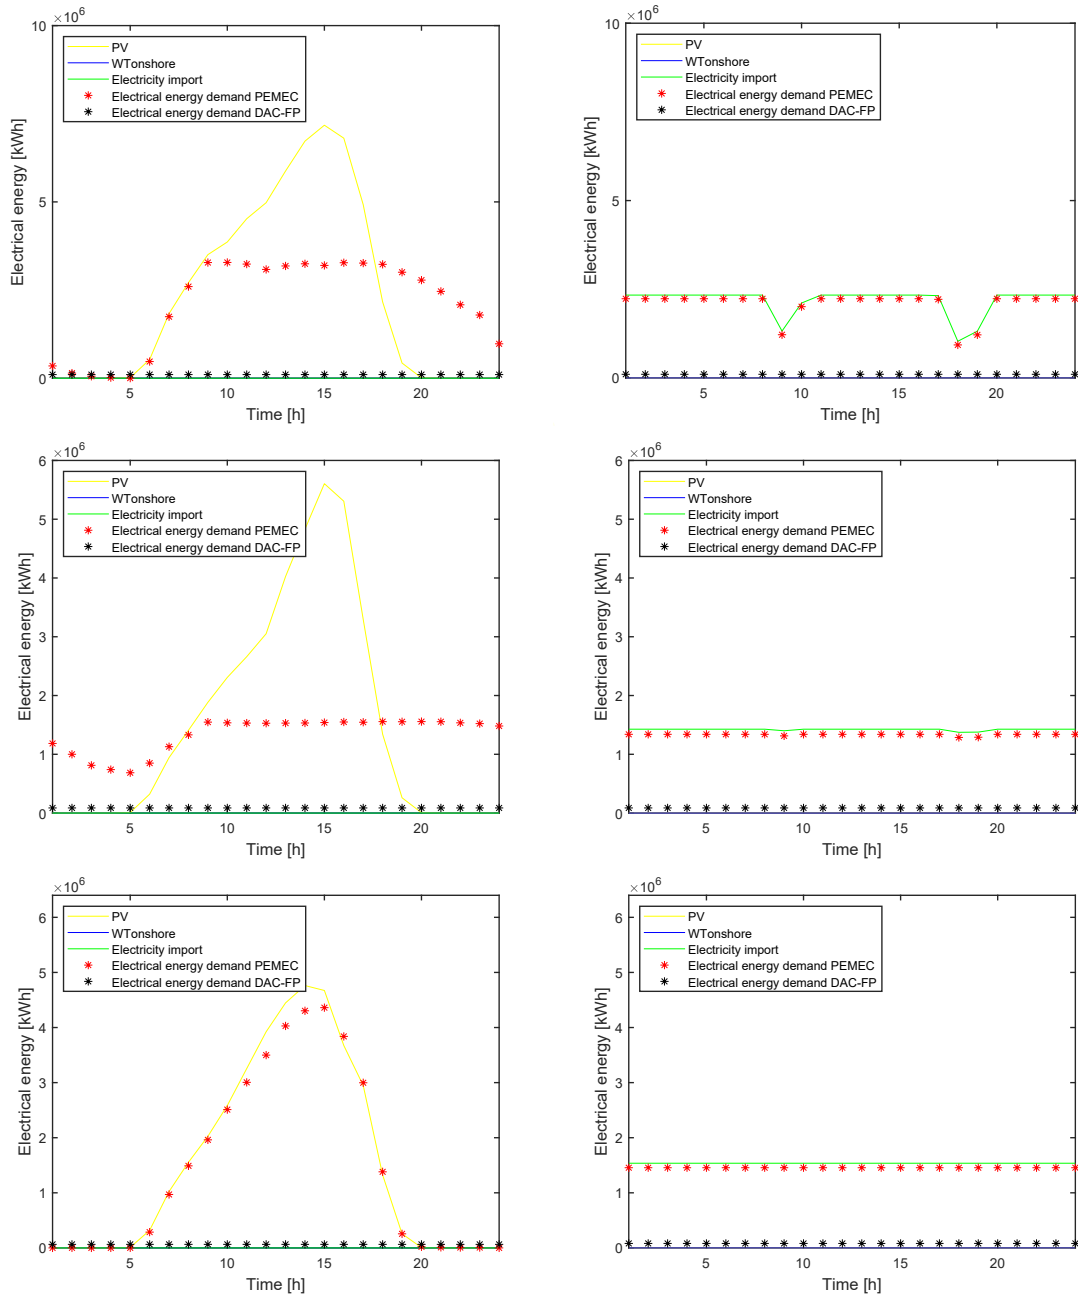 ×10^6
10
5
0
5
10
15
20
Electrical energy [kWh]
Time [h]
PV
WTonshore
Electricity import
Electrical energy demand PEMEC
Electrical energy demand DAC-FP
×10^6
10
5
0
5
10
15
20
Electrical energy [kWh]
Time [h]
PV
WTonshore
Electricity import
Electrical energy demand PEMEC
Electrical energy demand DAC-FP
×10^6
6
5
4
3
2
1
0
5
10
15
20
Electrical energy [kWh]
Time [h]
PV
WTonshore
Electricity import
Electrical energy demand PEMEC
Electrical energy demand DAC-FP
×10^6
6
5
4
3
2
1
0
5
10
15
20
Electrical energy [kWh]
Time [h]
PV
WTonshore
Electricity import
Electrical energy demand PEMEC
Electrical energy demand DAC-FP
×10^6
6
5
4
3
2
1
0
5
10
15
20
Electrical energy [kWh]
Time [h]
PV
WTonshore
Electricity import
Electrical energy demand PEMEC
Electrical energy demand DAC-FP
×10^6
6
5
4
3
2
1
0
5
10
15
20
Electrical energy [kWh]
Time [h]
PV
WTonshore
Electricity import
Electrical energy demand PEMEC
Electrical energy demand DAC-FP